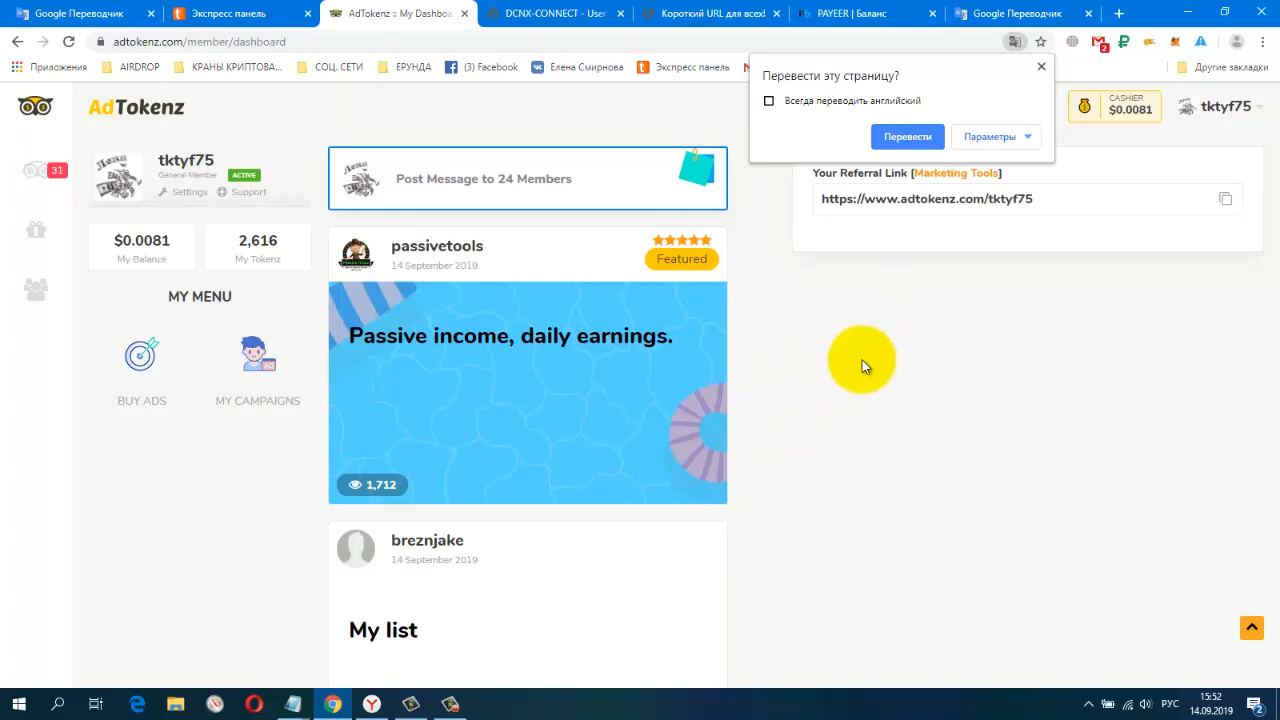 Google Переводчик
Экспресс панель
AdTokenz :: My Dashbo
DCNX-CONNECT - User
Короткий URL для всех!
PAYEER | Баланс
Google Переводчик
adtokenz.com/member/dashboard
2
Приложения
AIRDROP
КРАНЫ КРИПТОВА...
СОЦ. СЕТИ
ЕРУНДА
(3) Facebook
Елена Смирнова
Экспресс панель
Другие закладки
Перевести эту страницу?
Всегда переводить английский
Перевести
Параметры
AdTokenz
CASHIER
$0.0081
tktyf75
31
tktyf75
General Member
ACTIVE
Settings
Support
$0.0081
My Balance
2,616
My Tokenz
MY MENU
BUY ADS
MY CAMPAIGNS
Post Message to 24 Members
passivetools
14 September 2019
Featured
Passive income, daily earnings.
1,712
breznjake
14 September 2019
My list
Your Referral Link [Marketing Tools]
https://www.adtokenz.com/tktyf75
РУС
15:52
14.09.2019
2